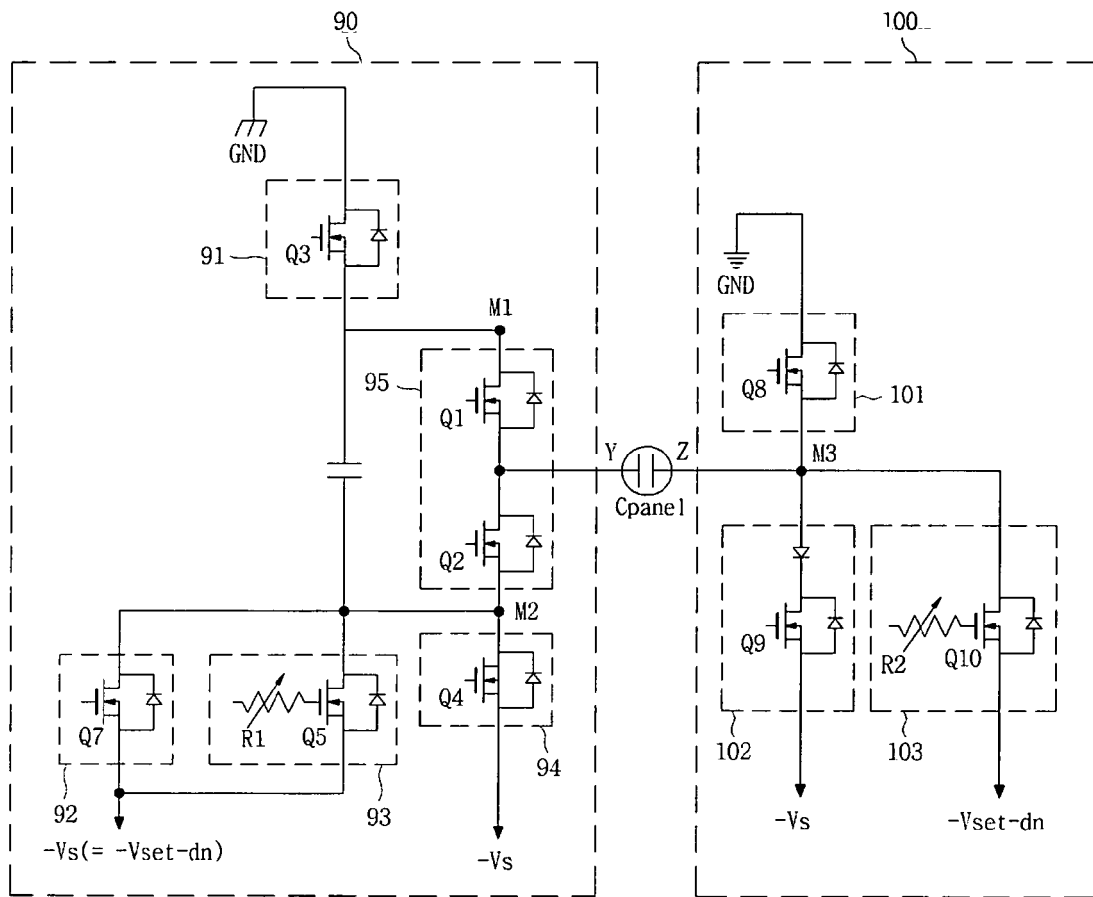 90
100
GND
Q3
91
M1
95
Q1
GND
Q8
101
Y
Z
M3
Cpanel
Q2
M2
Q7
R1
Q5
Q4
92
93
94
Q9
R2
Q10
102
103
-Vs(= -Vset-dn)
-Vs
-Vs
-Vset-dn